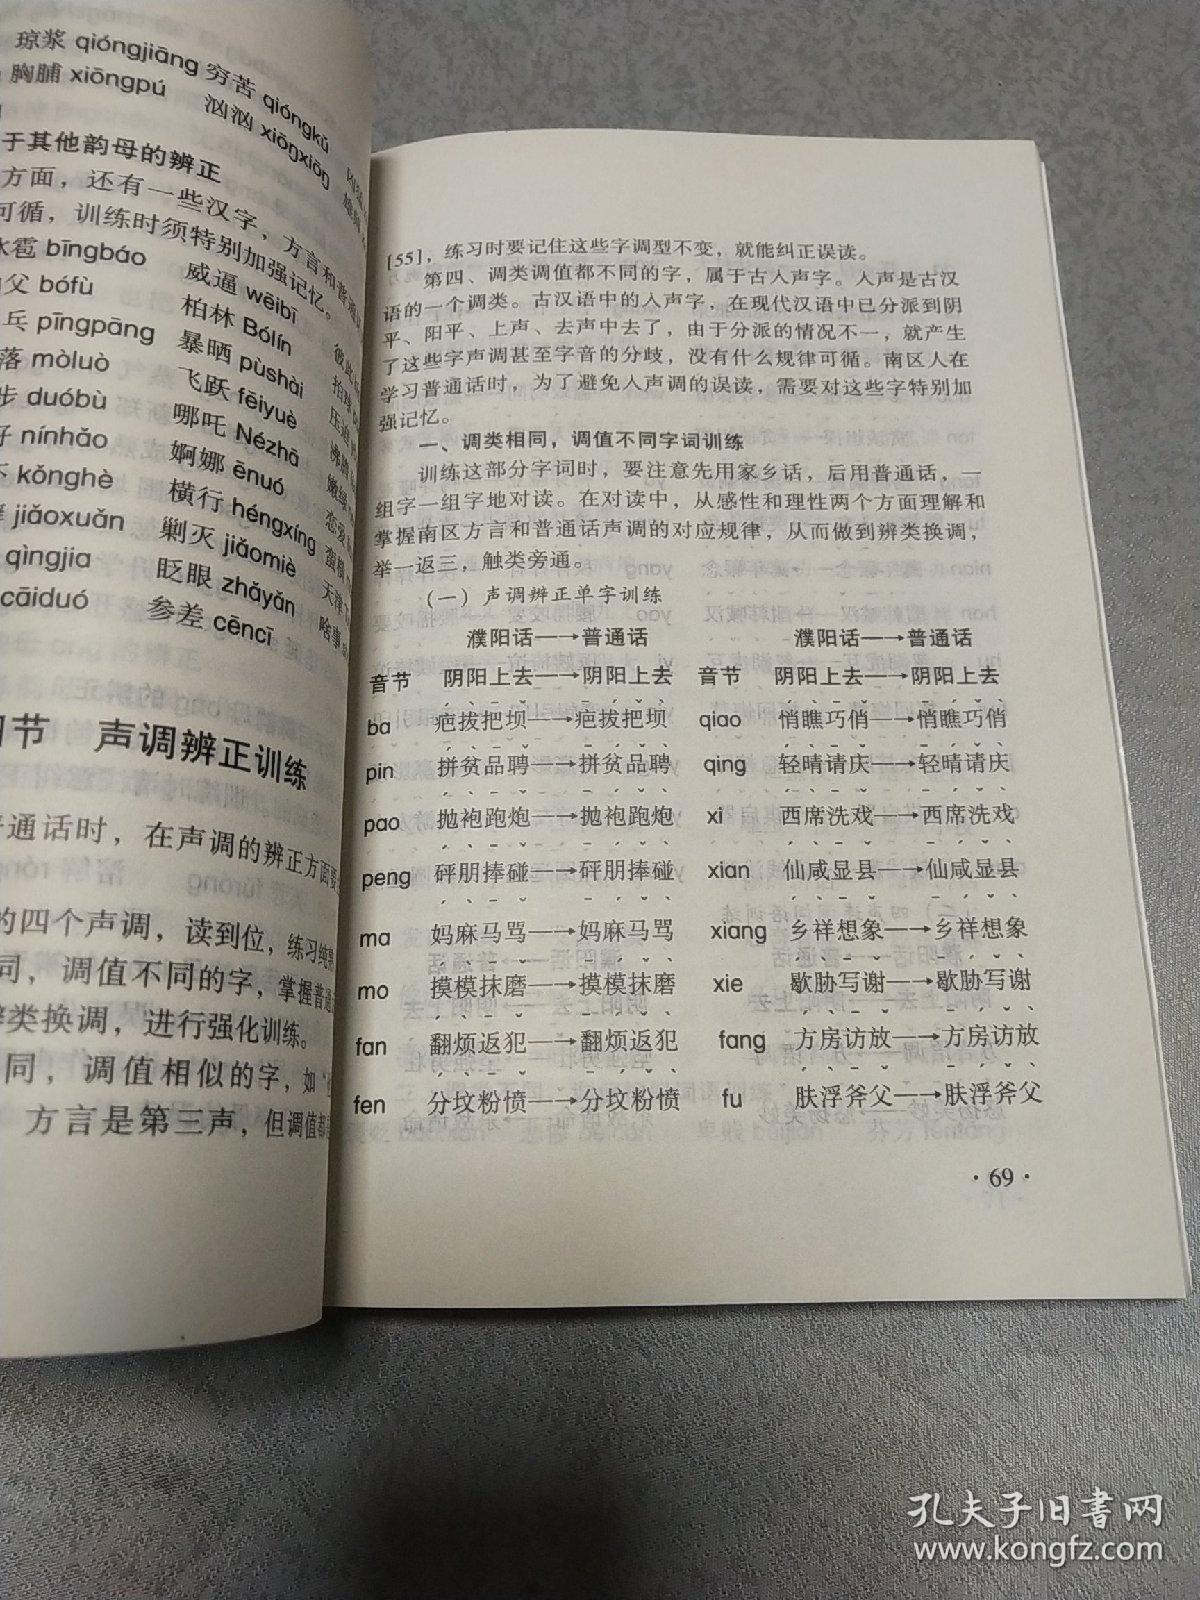 琼浆 qióngjiāng 穷苦 qióngkǔ
胸脯 xiōngpú 汹汹 xiōngxiōng
于其他韵母的辨正
方面，还有一些汉字，方言和普通
可循，训练时须特别加强记忆。
冰雹 bīngbáo 威逼 wēibī
父 bófù 柏林 Bólín
乓 pīngpāng 暴晒 pùshài
落 mòluò 飞跃 fēiyuè
步 duóbù 哪吒 Nézhā
好 nínhǎo 婀娜 ēnuó
kǒnghè 横行 héngxíng
jiǎoxuǎn 剿灭 jiǎomiè
qìngjia 眨眼 zhǎyǎn
cāiduó 参差 cēncī
节 声调辨正训练
普通话时，在声调的辨正方面要
的四个声调，读到位，练习纯熟
同，调值不同的字，掌握普通
辨类换调，进行强化训练。
同，调值相似的字，如
方言是第三声，但调值都
[55]，练习时要记住这些字调型不变，就能纠正误读。
第四、调类调值都不同的字，属于古入声字。入声是古汉
语的一个调类。古汉语中的入声字，在现代汉语中已分派到阴
平、阳平、上声、去声中去了，由于分派的情况不一，就产生
了这些字声调甚至字音的分歧，没有什么规律可循。南区人在
学习普通话时，为了避免入声调的误读，需要对这些字特别加
强记忆。
一、调类相同，调值不同字词训练
训练这部分字词时，要注意先用家乡话，后用普通话，一
组字一组字地对读。在对读中，从感性和理性两个方面理解和
掌握南区方言和普通话声调的对应规律，从而做到辨类换调，
举一返三，触类旁通。
（一）声调辨正单字训练
濮阳话—→普通话 濮阳话—→普通话
音节 阴阳上去—→阴阳上去 音节 阴阳上去—→阴阳上去
ba 疤拔把坝—→疤拔把坝 qiao 悄瞧巧俏—→悄瞧巧俏
pin 拼贫品聘—→拼贫品聘 qing 轻晴请庆—→轻晴请庆
pao 抛袍跑炮—→抛袍跑炮 xi 西席洗戏—→西席洗戏
peng 砰朋捧碰—→砰朋捧碰 xian 仙咸显县—→仙咸显县
ma 妈麻马骂—→妈麻马骂 xiang 乡祥想象—→乡祥想象
mo 摸模抹磨—→摸模抹磨 xie 歇胁写谢—→歇胁写谢
fan 翻烦返犯—→翻烦返犯 fang 方房访放—→方房访放
fen 分坟粉愤—→分坟粉愤 fu 肤浮斧父—→肤浮斧父
·69·
孔夫子旧书网
www.kongfz.com